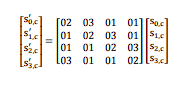 s′0,c 02 03 01 01 s0,c
s′1,c = 01 02 03 01 s1,c
s′2,c 01 01 02 03 s2,c
s′3,c 03 01 01 02 s3,c